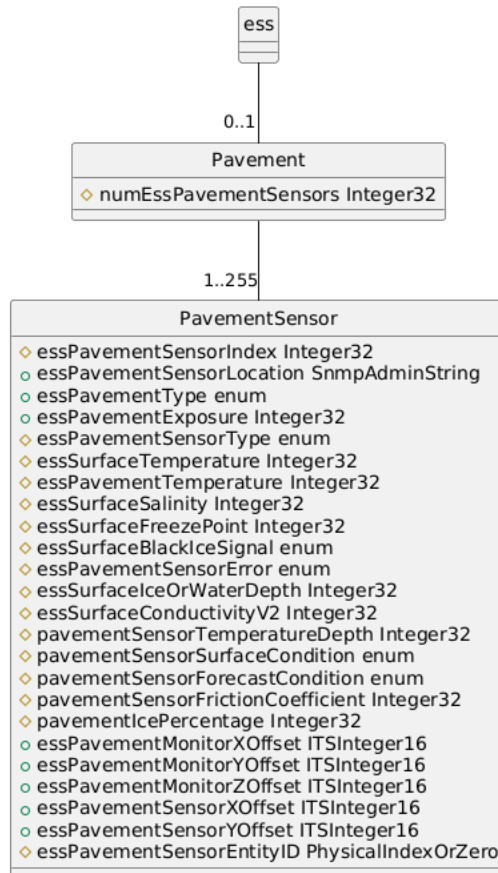 ess
0..1
Pavement
numEssPavementSensors Integer32
1..255
PavementSensor
essPavementSensorIndex Integer32
essPavementSensorLocation SnmpAdminString
essPavementType enum
essPavementExposure Integer32
essPavementSensorType enum
essSurfaceTemperature Integer32
essPavementTemperature Integer32
essSurfaceSalinity Integer32
essSurfaceFreezePoint Integer32
essSurfaceBlackIceSignal enum
essPavementSensorError enum
essSurfaceIceOrWaterDepth Integer32
essSurfaceConductivityV2 Integer32
pavementSensorTemperatureDepth Integer32
pavementSensorSurfaceCondition enum
pavementSensorForecastCondition enum
pavementSensorFrictionCoefficient Integer32
pavementIcePercentage Integer32
essPavementMonitorXOffset ITSInteger16
essPavementMonitorYOffset ITSInteger16
essPavementMonitorZOffset ITSInteger16
essPavementSensorXOffset ITSInteger16
essPavementSensorYOffset ITSInteger16
essPavementSensorEntityID PhysicalIndexOrZero